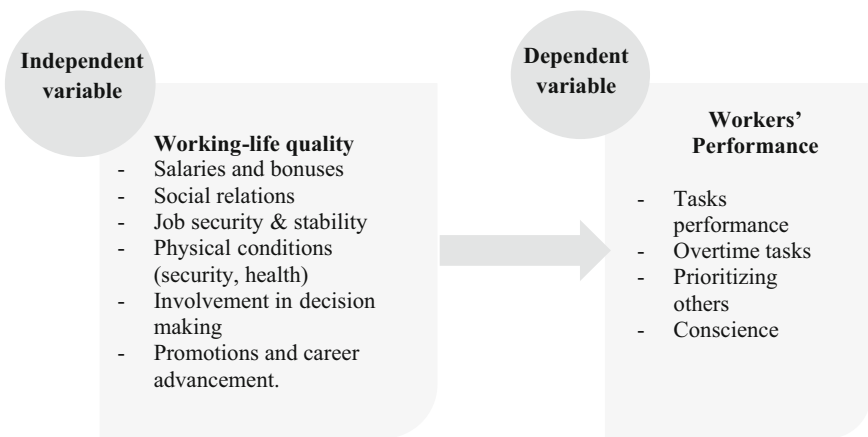 Independent
variable
Working-life quality
- Salaries and bonuses
- Social relations
- Job security & stability
- Physical conditions
(security, health)
- Involvement in decision
making
- Promotions and career
advancement.
Dependent
variable
Workers’
Performance
- Tasks
performance
- Overtime tasks
- Prioritizing
others
- Conscience